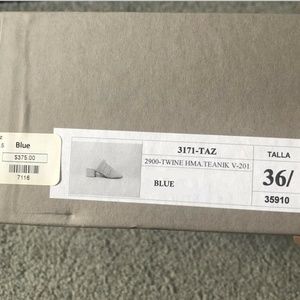 Blue
$375.00
7116
3171-TAZ
2900-TWINE HMA.TEANIK V-201
BLUE
TALLA
36/
35910